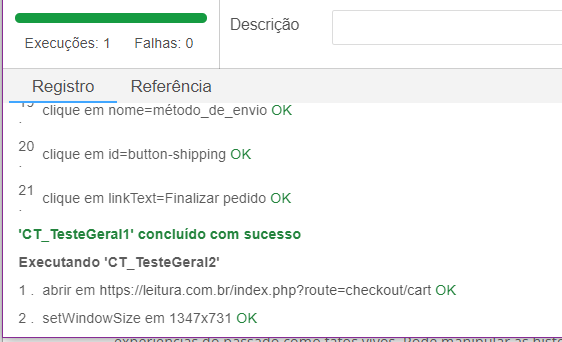 Execuções: 1 Falhas: 0
Descrição
Registro Referência
19 . clique em nome=método_de_envio OK
20 . clique em id=button-shipping OK
21 . clique em linkText=Finalizar pedido OK
'CT_TesteGeral1' concluído com sucesso
Executando 'CT_TesteGeral2'
1 . abrir em https://leitura.com.br/index.php?route=checkout/cart OK
2 . setWindowSize em 1347x731 OK